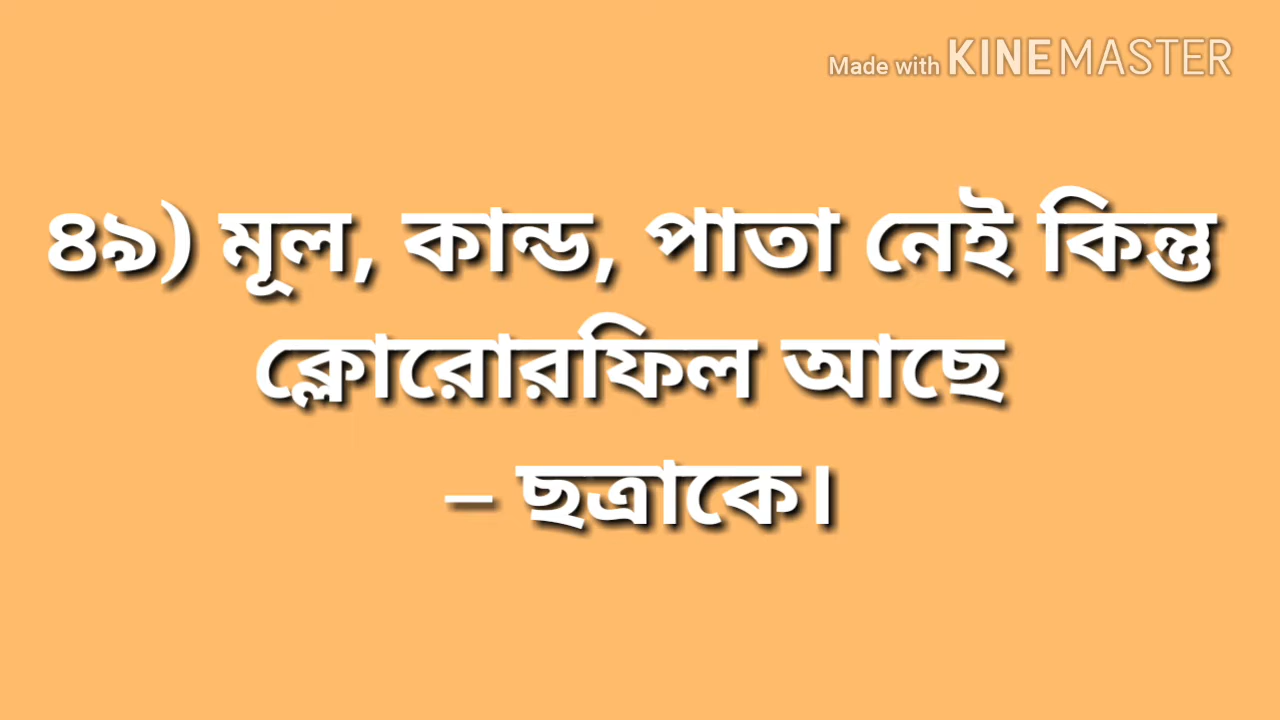 Made with KINEMASTER
৪৯) মূল, কান্ড, পাতা নেই কিন্তু
ক্লোরোরফিল আছে
– ছত্রাকে।